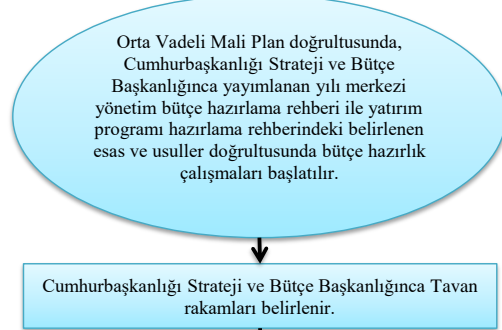 Orta Vadeli Mali Plan doğrultusunda,
Cumhurbaşkanlığı Strateji ve Bütçe
Başkanlığınca yayımlanan yılı merkezi
yönetim bütçe hazırlama rehberi ile yatırım
programı hazırlama rehberindeki belirlenen
esas ve usuller doğrultusunda bütçe hazırlık
çalışmaları başlatılır.
Cumhurbaşkanlığı Strateji ve Bütçe Başkanlığınca Tavan
rakamları belirlenir.